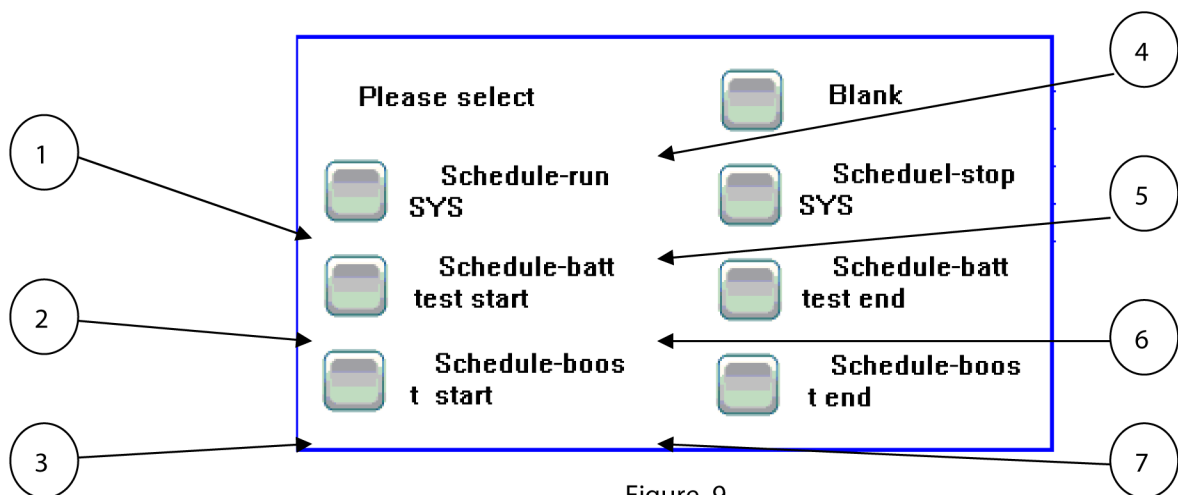 Please select
Blank
Schedule-run
SYS
Scheduel-stop
SYS
Schedule-batt
test start
Schedule-batt
test end
Schedule-boos
t start
Schedule-boos
t end
1
2
3
4
5
6
7
Figure 9